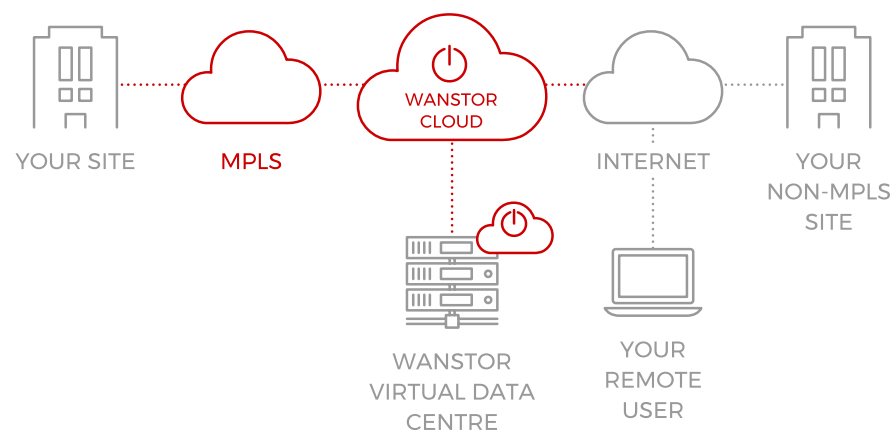 WANSTOR
CLOUD
YOUR SITE
MPLS
INTERNET
YOUR
NON-MPLS
SITE
WANSTOR
VIRTUAL DATA
CENTRE
YOUR
REMOTE
USER